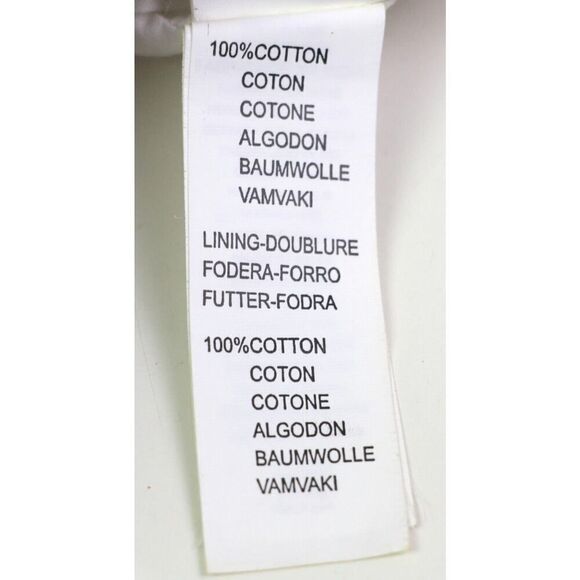 100%COTTON
COTON
COTONE
ALGODON
BAUMWOLLE
VAMVAKI
LINING-DOUBLURE
FODERA-FORRO
FUTTER-FODRA
100%COTTON
COTON
COTONE
ALGODON
BAUMWOLLE
VAMVAKI